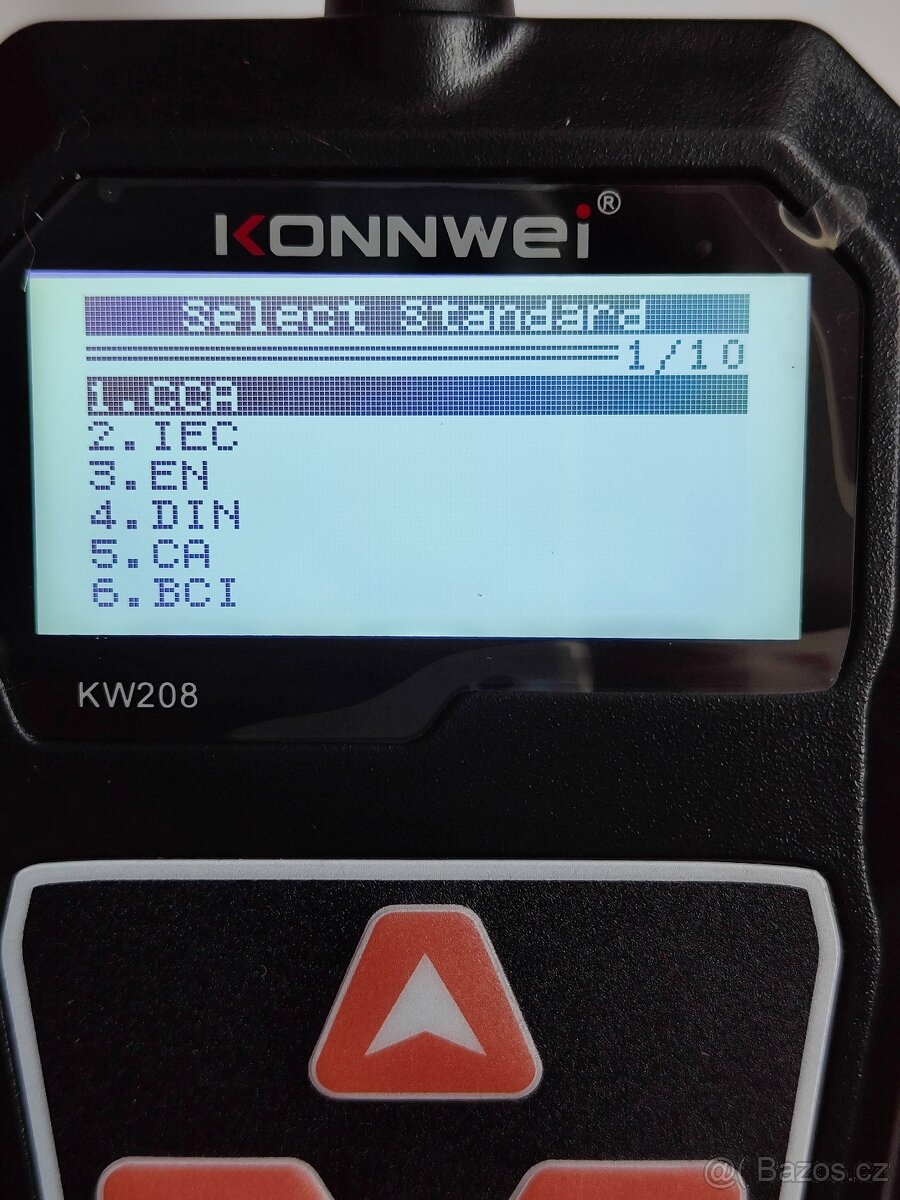 KONNWEI®
Select Standard
1/10
1.CCA
2.IEC
3.EN
4.DIN
5.CA
6.BCI
KW208
@( Bazos.cz